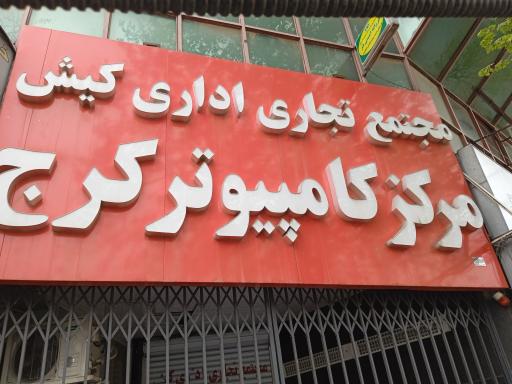 مجتمع تجاری اداری کیش
مرکز کامپیوتر کرج